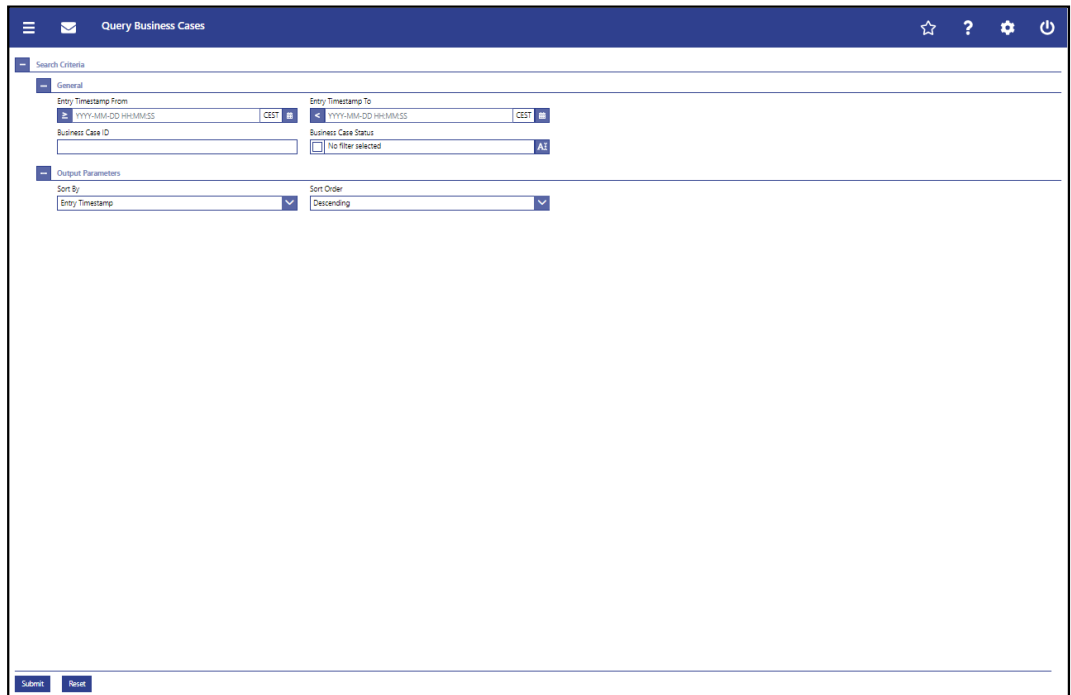 Query Business Cases
?
Search Criteria
General
Entry Timestamp From
Entry Timestamp To
≥ YYYY-MM-DD HH:MM:SS CEST
< YYYY-MM-DD HH:MM:SS CEST
Business Case ID
Business Case Status
No filter selected
Output Parameters
Sort By
Sort Order
Entry Timestamp
Descending
Submit
Reset